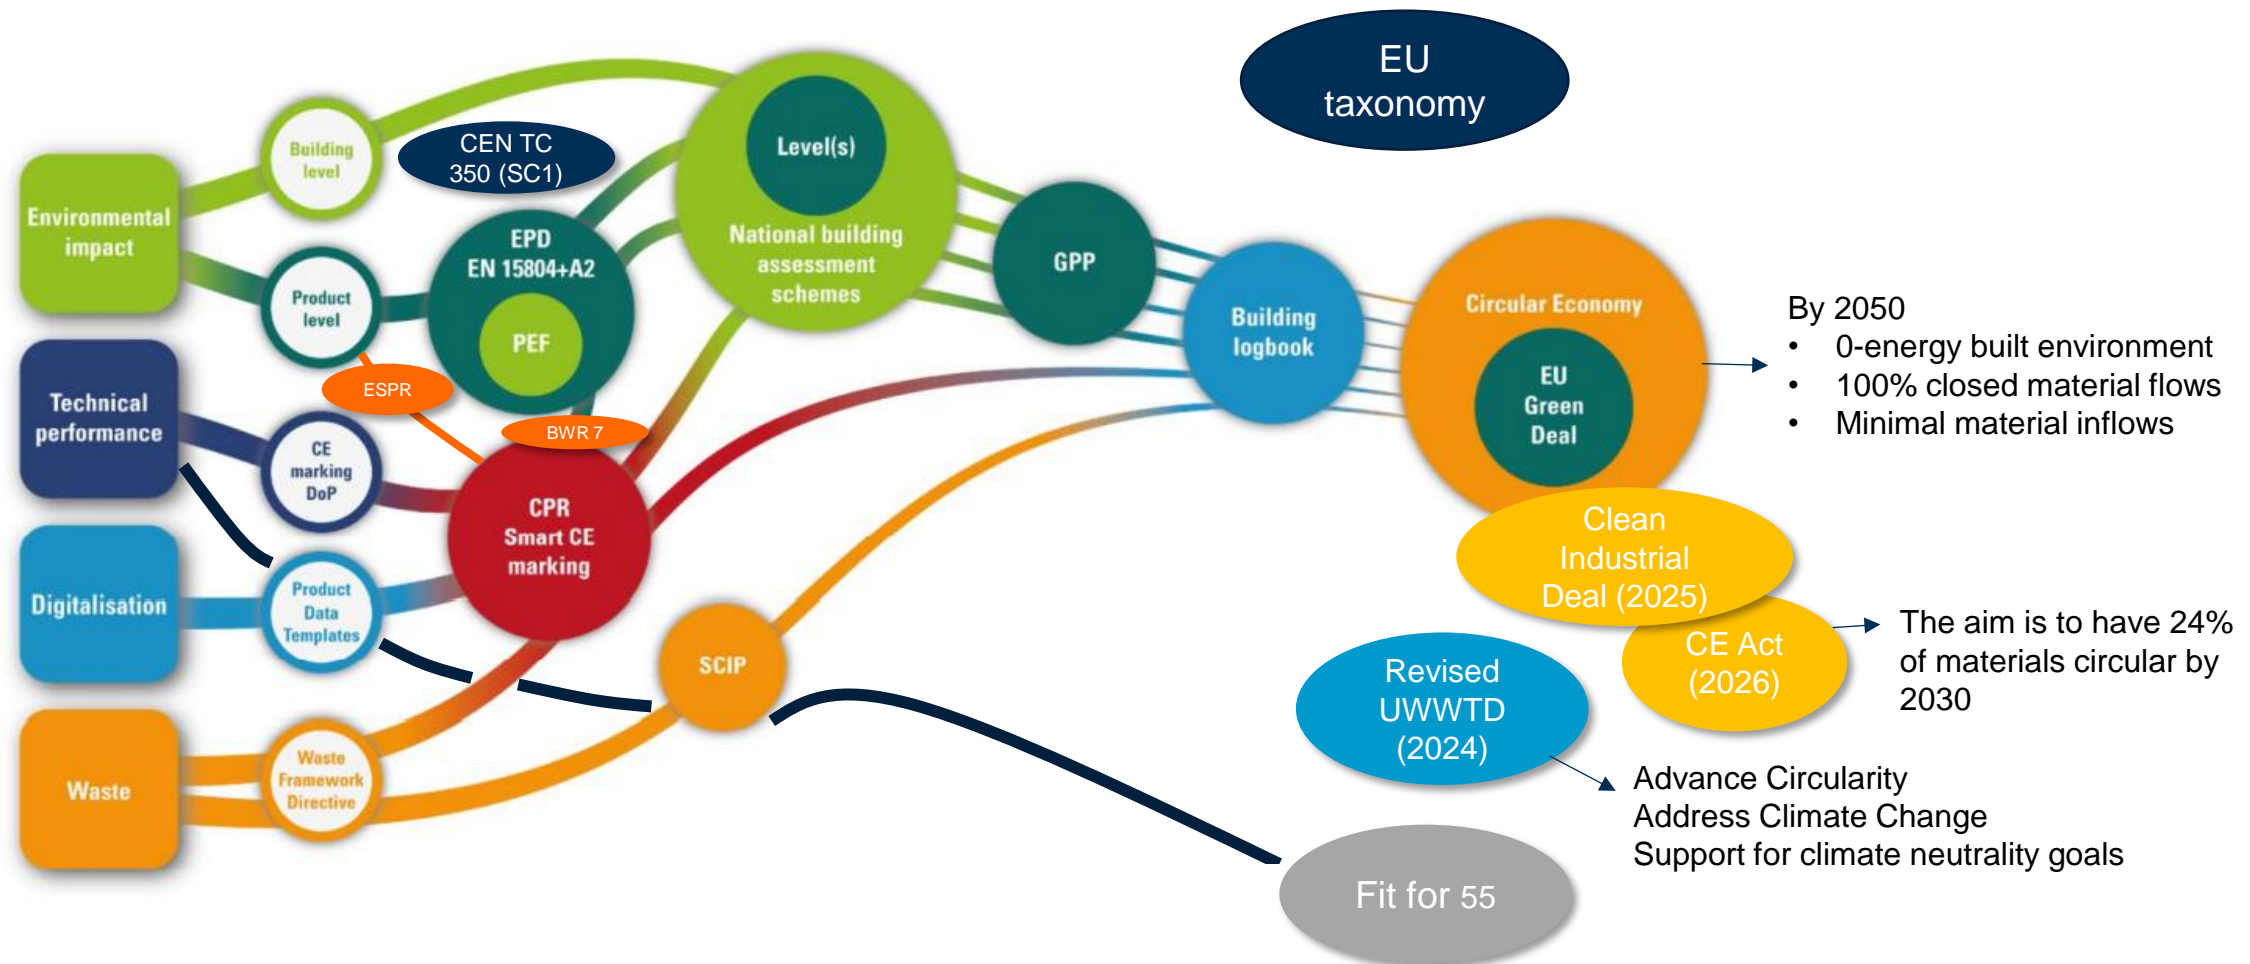 EU
taxonomy
CEN TC
350 (SC1)
Building
level
Level(s)
National building
assessment
schemes
Environmental
impact
EPD
EN 15804+A2
PEF
Product
level
GPP
Building
logbook
Circular Economy
EU
Green
Deal
By 2050
• 0-energy built environment
• 100% closed material flows
• Minimal material inflows
ESPR
BWR 7
Technical
performance
CE
marking
DoP
CPR
Smart CE
marking
Clean
Industrial
Deal (2025)
Digitalisation
Product
Data
Templates
SCIP
CE Act
(2026)
The aim is to have 24%
of materials circular by
2030
Revised
UWWTD
(2024)
Waste
Waste
Framework
Directive
Advance Circularity
Address Climate Change
Support for climate neutrality goals
Fit for 55